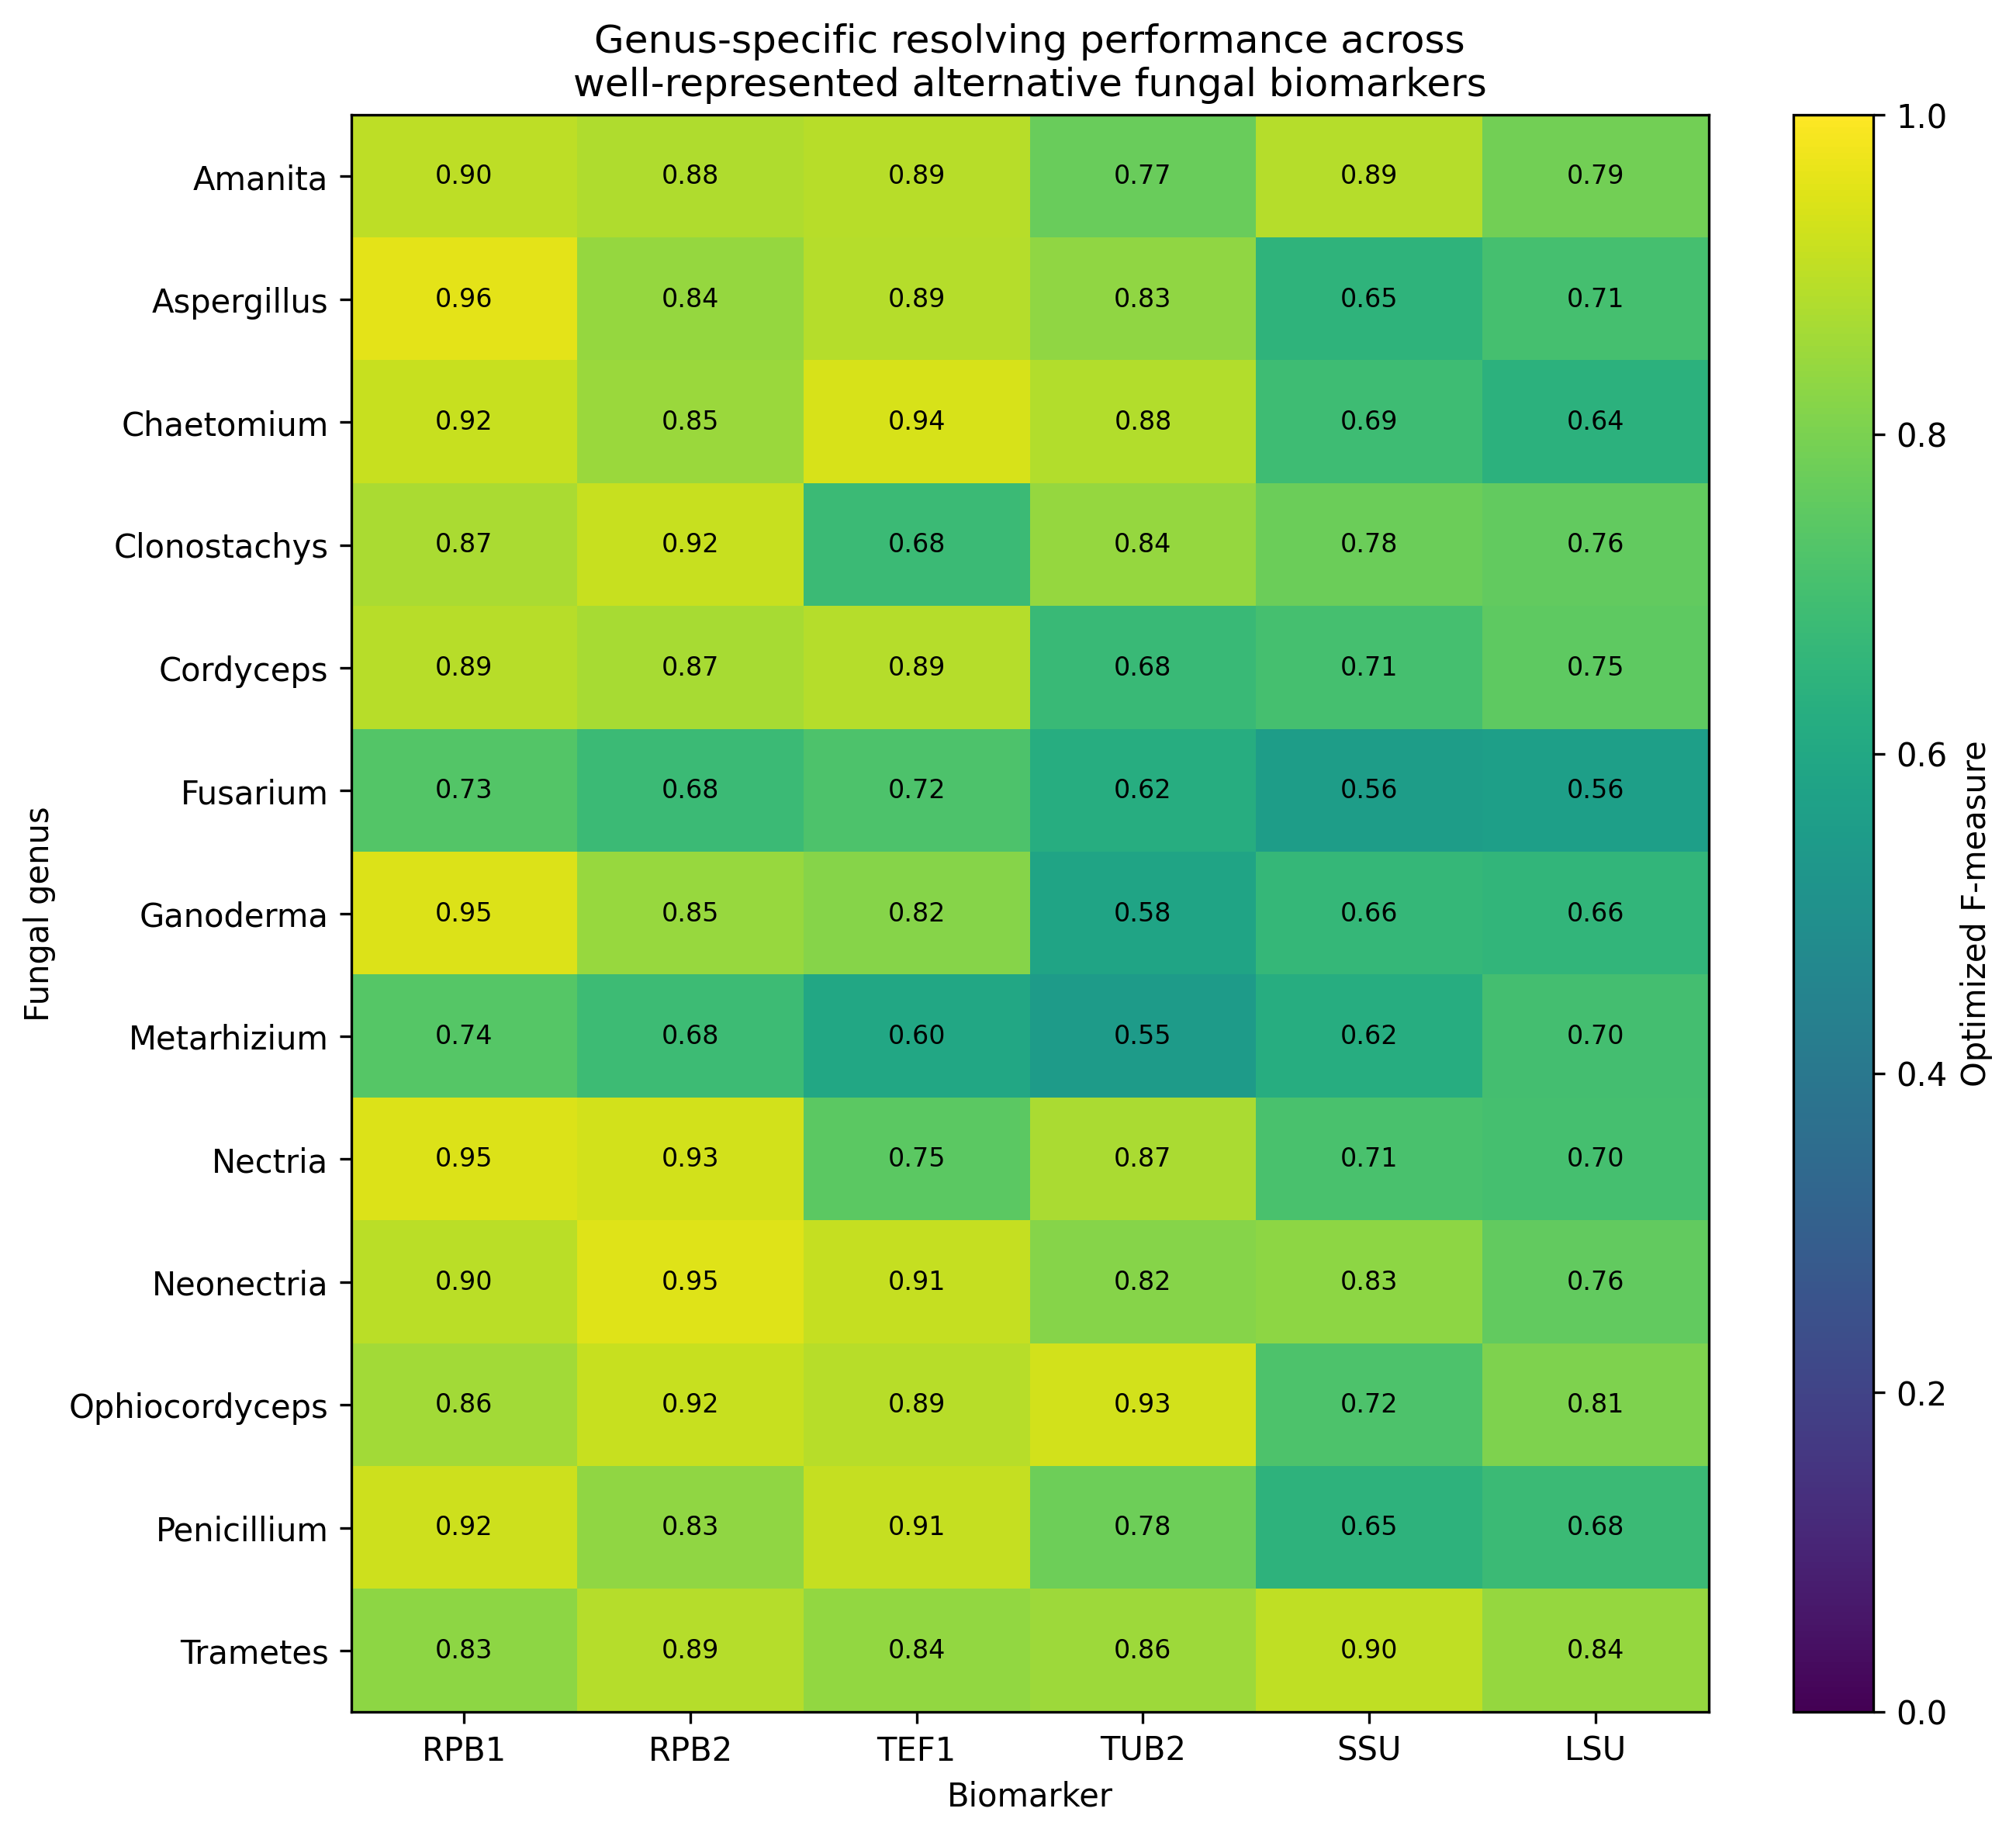 Genus-specific resolving performance across
well-represented alternative fungal biomarkers
Fungal genus
Amanita 0.90 0.88 0.89 0.77 0.89 0.79
Aspergillus 0.96 0.84 0.89 0.83 0.65 0.71
Chaetomium 0.92 0.85 0.94 0.88 0.69 0.64
Clonostachys 0.87 0.92 0.68 0.84 0.78 0.76
Cordyceps 0.89 0.87 0.89 0.68 0.71 0.75
Fusarium 0.73 0.68 0.72 0.62 0.56 0.56
Ganoderma 0.95 0.85 0.82 0.58 0.66 0.66
Metarhizium 0.74 0.68 0.60 0.55 0.62 0.70
Nectria 0.95 0.93 0.75 0.87 0.71 0.70
Neonectria 0.90 0.95 0.91 0.82 0.83 0.76
Ophiocordyceps 0.86 0.92 0.89 0.93 0.72 0.81
Penicillium 0.92 0.83 0.91 0.78 0.65 0.68
Trametes 0.83 0.89 0.84 0.86 0.90 0.84
RPB1 RPB2 TEF1 TUB2 SSU LSU
Biomarker
1.0
0.8
0.6
0.4
0.2
0.0
Optimized F-measure